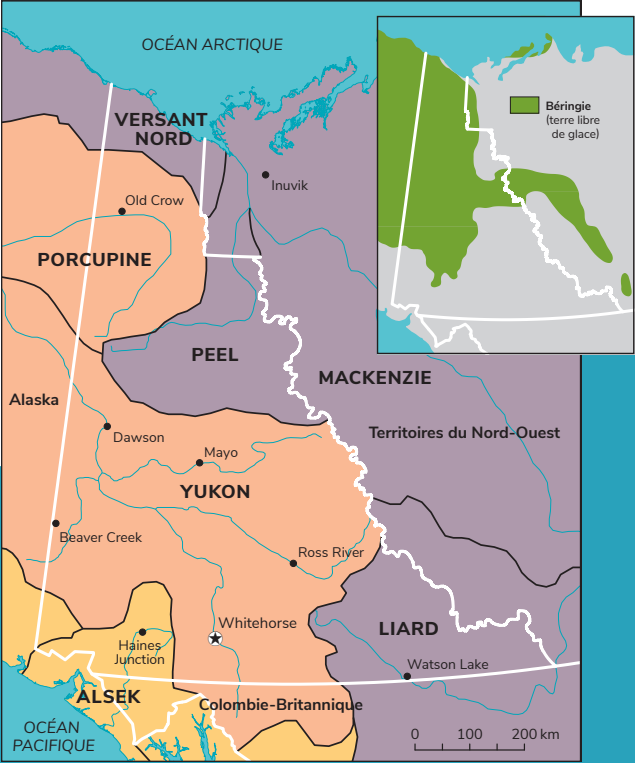 OCÉAN ARCTIQUE
VERSANT
NORD
Inuvik
Old Crow
PORCUPINE
PEEL
MACKENZIE
Alaska
Territoires du Nord-Ouest
Dawson
Mayo
YUKON
Beaver Creek
Ross River
Whitehorse
LIARD
Haines
Junction
Watson Lake
ALSEK
Colombie-Britannique
OCÉAN
PACIFIQUE
0 100 200 km
Béringie
(terre libre
de glace)